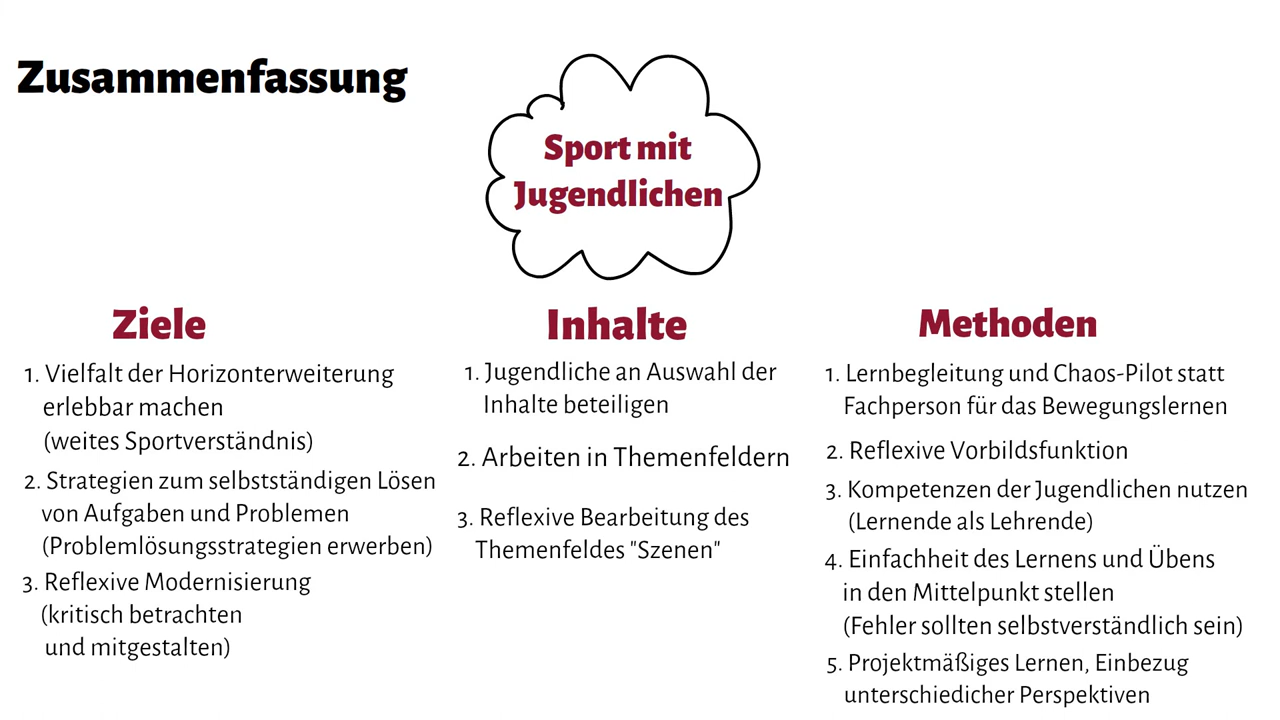 Zusammenfassung
Sport mit
Jugendlichen
Ziele
1. Vielfalt der Horizonterweiterung
erlebbar machen
(weites Sportverständnis)
2. Strategien zum selbstständigen Lösen
von Aufgaben und Problemen
(Problemlösungsstrategien erwerben)
3. Reflexive Modernisierung
(kritisch betrachten
und mitgestalten)
Inhalte
1. Jugendliche an Auswahl der
Inhalte beteiligen
2. Arbeiten in Themenfeldern
3. Reflexive Bearbeitung des
Themenfeldes "Szenen"
Methoden
1. Lernbegleitung und Chaos-Pilot statt
Fachperson für das Bewegungslernen
2. Reflexive Vorbildsfunktion
3. Kompetenzen der Jugendlichen nutzen
(Lernende als Lehrende)
4. Einfachheit des Lernens und Übens
in den Mittelpunkt stellen
(Fehler sollten selbstverständlich sein)
5. Projektmäßiges Lernen, Einbezug
unterschiedicher Perspektiven